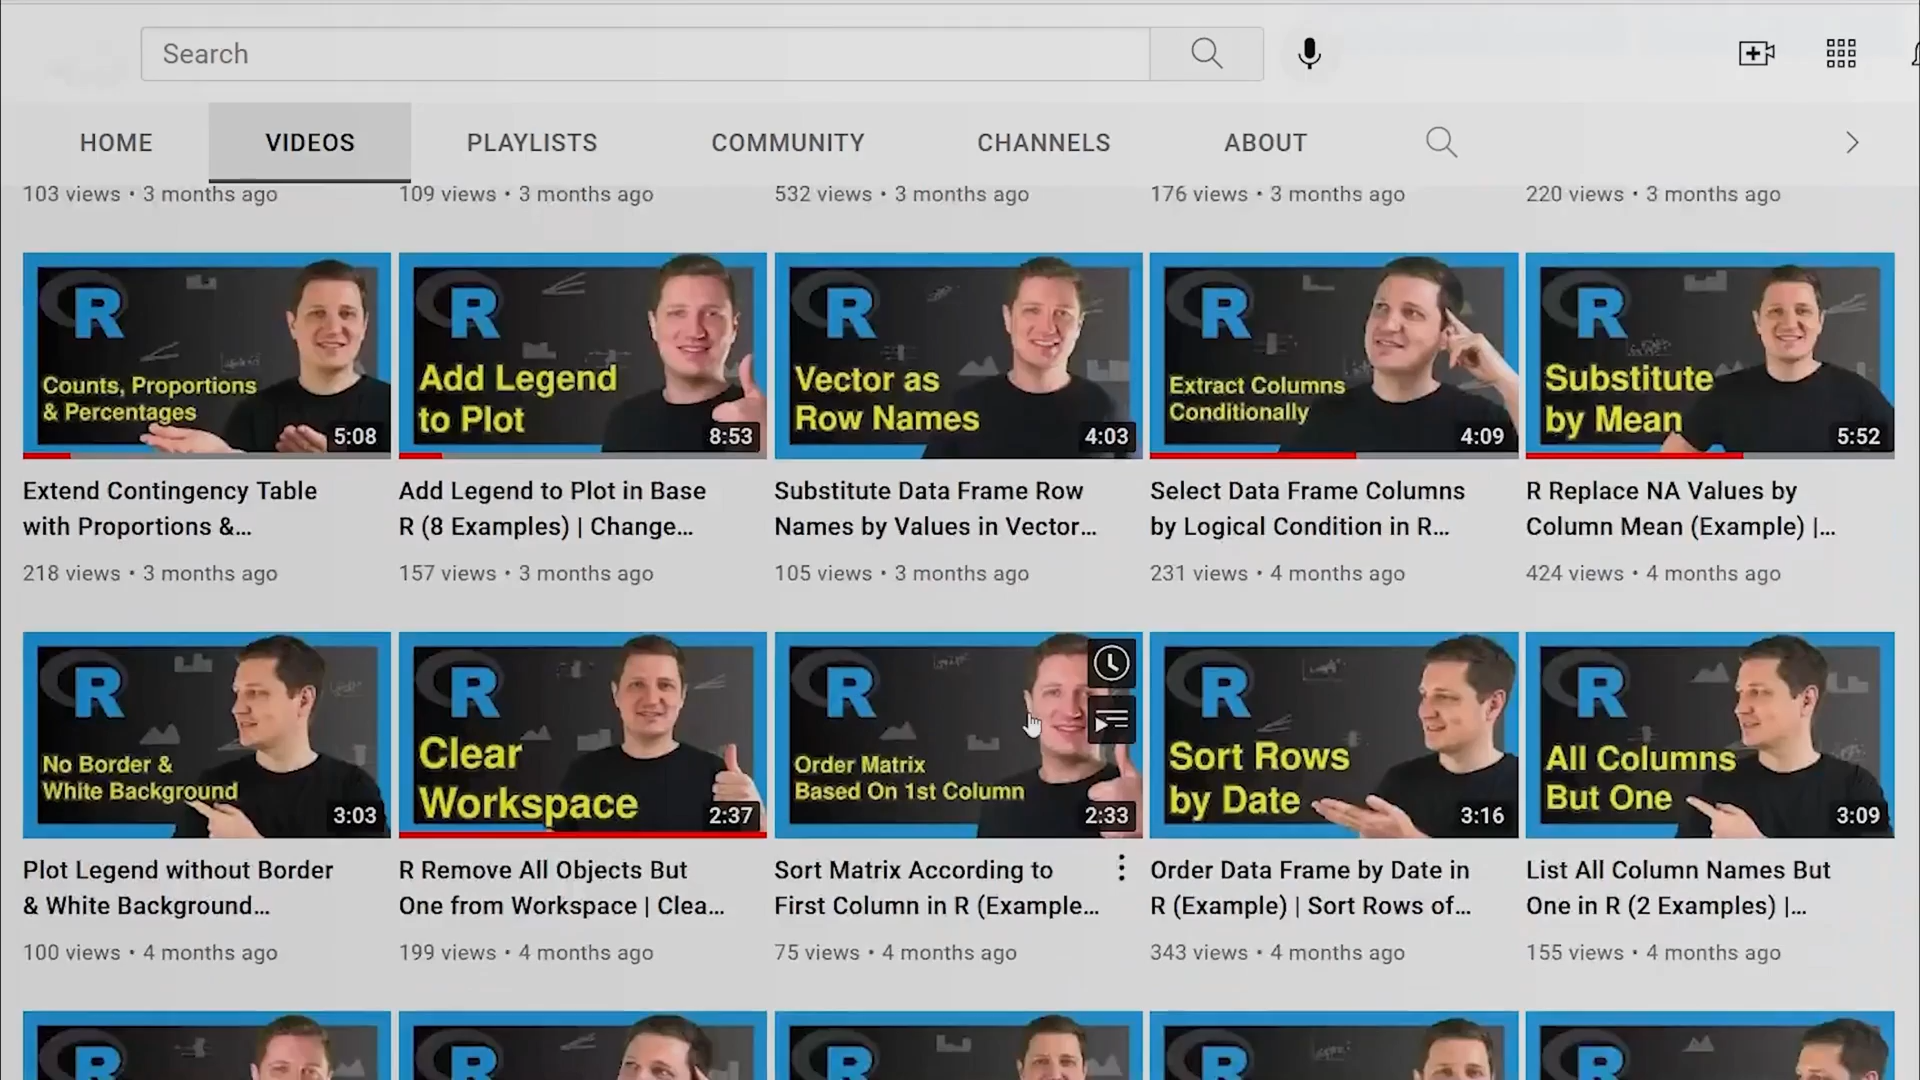 Search
HOME
VIDEOS
PLAYLISTS
COMMUNITY
CHANNELS
ABOUT
103 views • 3 months ago
109 views • 3 months ago
532 views • 3 months ago
176 views • 3 months ago
220 views • 3 months ago
R
Counts, Proportions
& Percentages
5:08
R
Add Legend
to Plot
8:53
R
Vector as
Row Names
4:03
R
Extract Columns
Conditionally
4:09
R
Substitute
by Mean
5:52
Extend Contingency Table
with Proportions &...
218 views • 3 months ago
Add Legend to Plot in Base
R (8 Examples) | Change...
157 views • 3 months ago
Substitute Data Frame Row
Names by Values in Vector...
105 views • 3 months ago
Select Data Frame Columns
by Logical Condition in R...
231 views • 4 months ago
R Replace NA Values by
Column Mean (Example) |...
424 views • 4 months ago
R
No Border &
White Background
3:03
R
Clear
Workspace
2:37
R
Order Matrix
Based On 1st Column
2:33
R
Sort Rows
by Date
3:16
R
All Columns
But One
3:09
Plot Legend without Border
& White Background...
100 views • 4 months ago
R Remove All Objects But
One from Workspace | Clea...
199 views • 4 months ago
Sort Matrix According to
First Column in R (Example...
75 views • 4 months ago
Order Data Frame by Date in
R (Example) | Sort Rows of...
343 views • 4 months ago
List All Column Names But
One in R (2 Examples) |...
155 views • 4 months ago
R
R
R
R
R